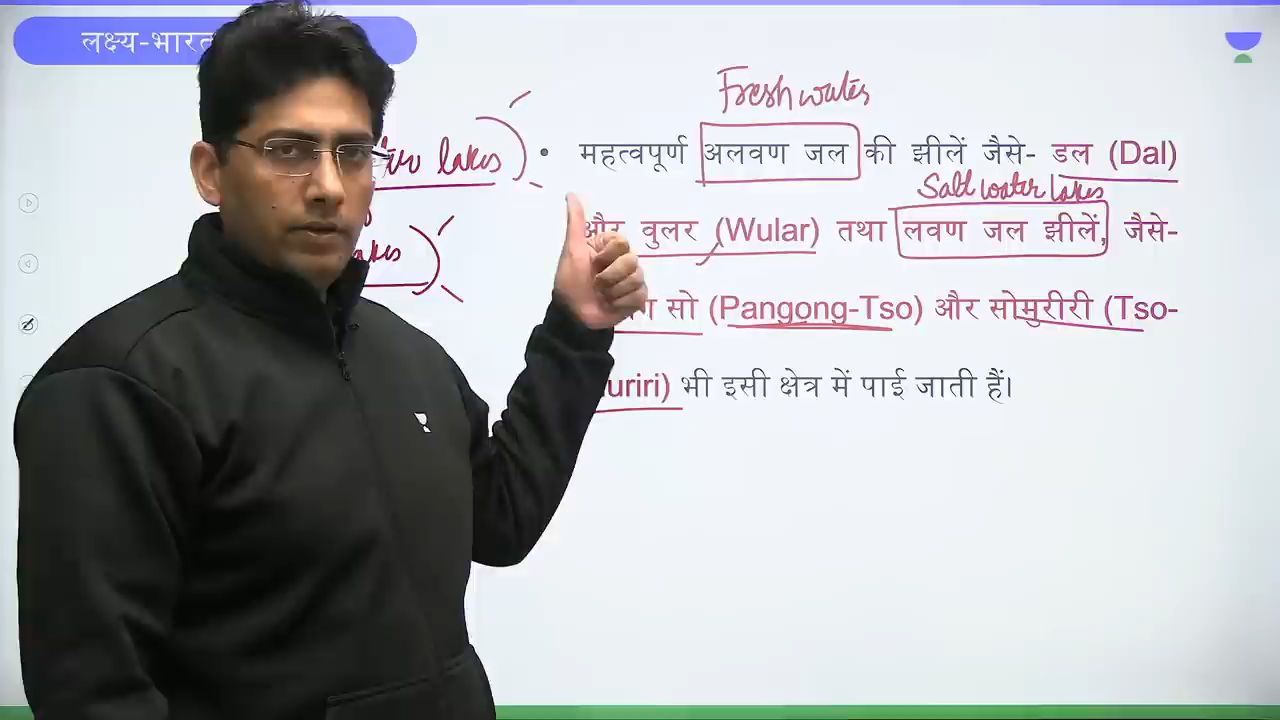 लक्ष्य-भारत
Fresh water
lakes
• महत्वपूर्ण अलवण जल की झीलें जैसे- डल (Dal)
Salt water lakes
और वुलर (Wular) तथा लवण जल झीलें, जैसे-
सो (Pangong-Tso) और सोमुरीरी (Tso-
uriri) भी इसी क्षेत्र में पाई जाती हैं।